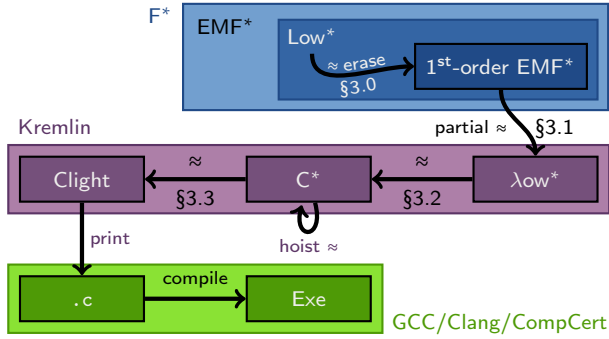 F*
EMF*
Low*
≈ erase
§3.0
1st-order EMF*
partial ≈
§3.1
Kremlin
Clight
≈
§3.3
C*
≈
§3.2
λow*
hoist ≈
print
.c
compile
Exe
GCC/Clang/CompCert